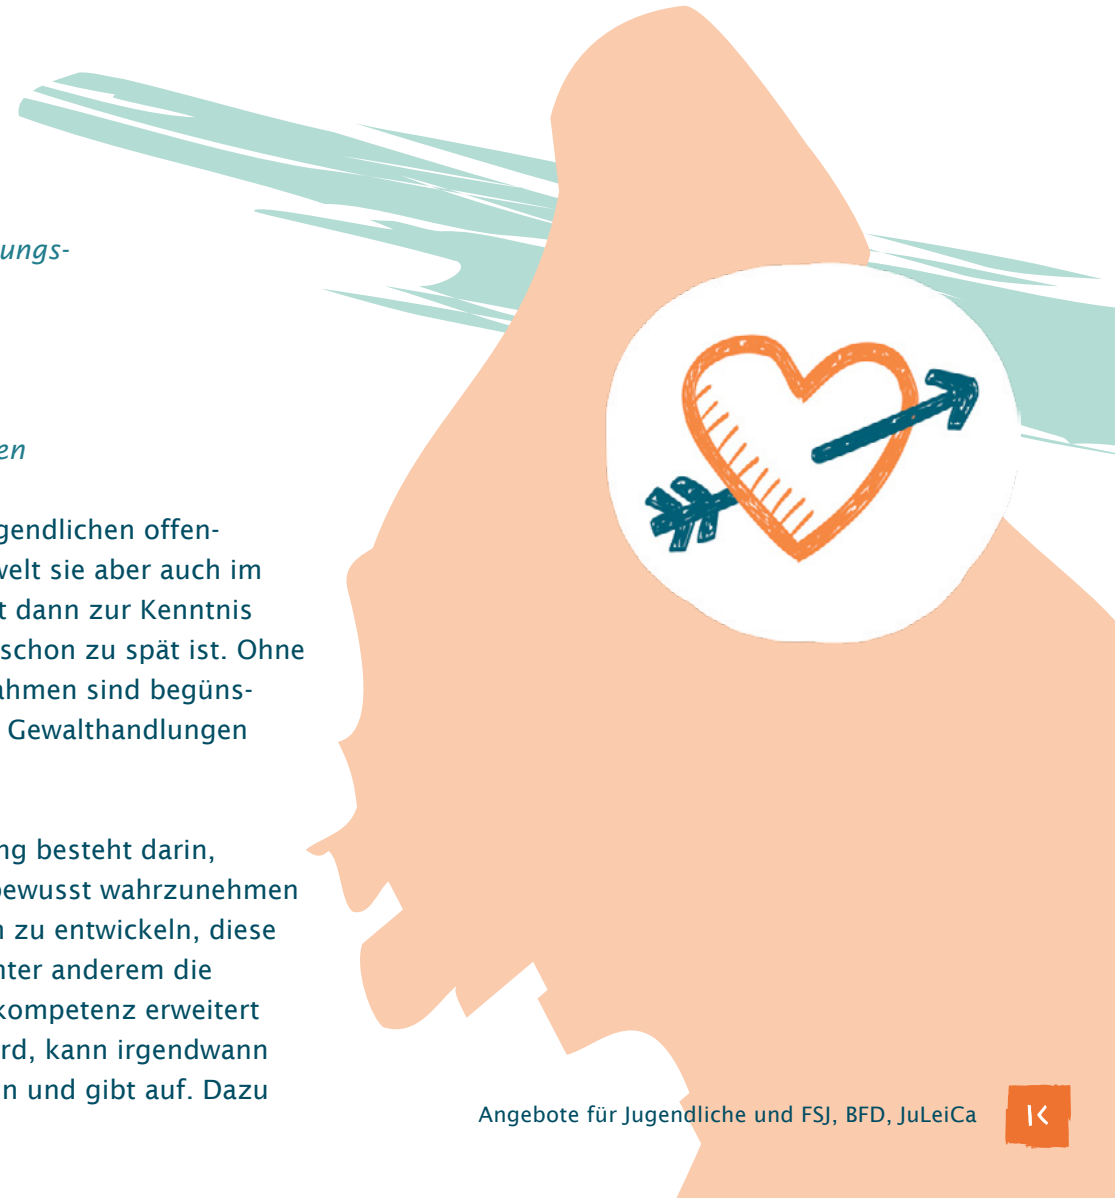 ungs-
en
gendlichen offen-
welt sie aber auch im
t dann zur Kenntnis
schon zu spät ist. Ohne
ahmen sind begüns-
Gewalthandlungen
ng besteht darin,
bewusst wahrzunehmen
n zu entwickeln, diese
nter anderem die
kompetenz erweitert
rd, kann irgendwann
n und gibt auf. Dazu
Angebote für Jugendliche und FSJ, BFD, JuLeiCa